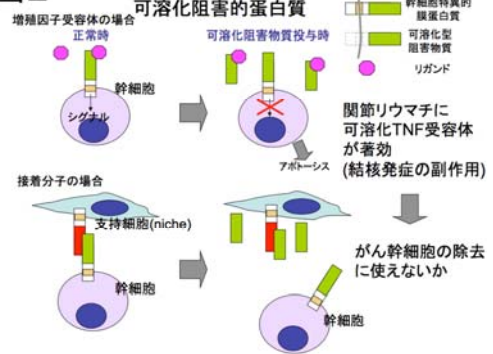 可溶化阻害的蛋白質
増殖因子受容体の場合
正常時
可溶化阻害物質投与時
幹細胞特異的
膜蛋白質
可溶化型
阻害物質
リガンド
幹細胞
シグナル
アポトーシス
関節リウマチに
可溶化TNF受容体
が著効
(結核発症の副作用)
接着分子の場合
支持細胞(niche)
幹細胞
がん幹細胞の除去
に使えないか
幹細胞